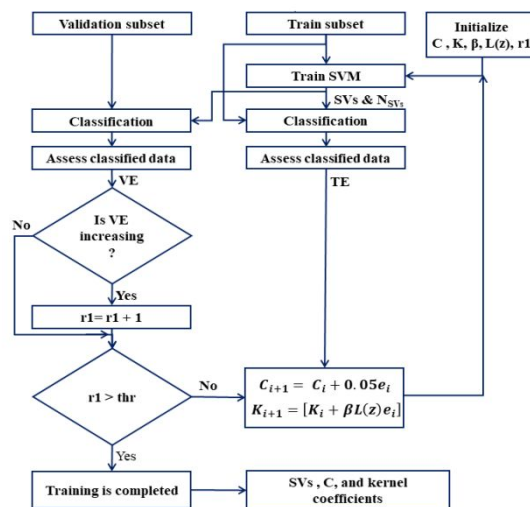 Validation subset
Train subset
Initialize
C , K, β, L(z), r1
Train SVM
SVs & N_SVs
Classification
Classification
Assess classified data
Assess classified data
VE
TE
No
Is VE
increasing
?
Yes
r1= r1 + 1
r1 > thr
No
C_{i+1} = C_i + 0.05e_i
K_{i+1} = [K_i + βL(z)e_i]
Yes
Training is completed
SVs , C, and kernel
coefficients